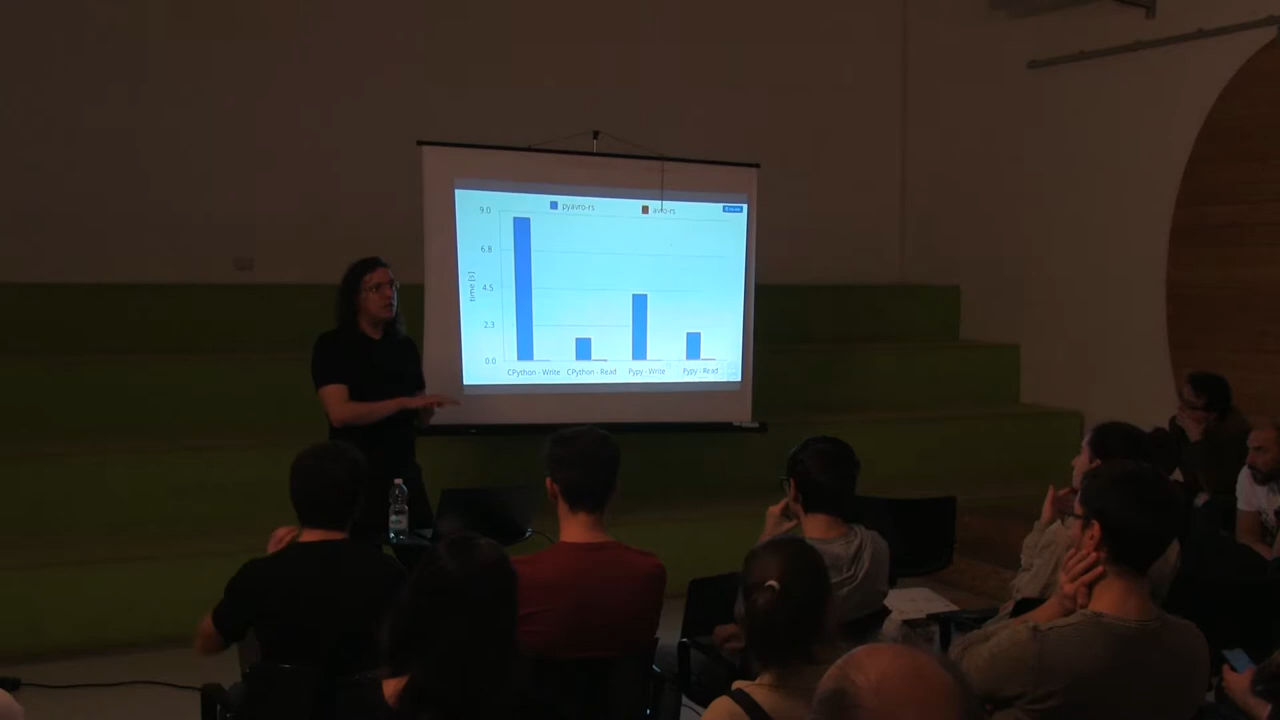 pyavro-rs avro-rs
9.0
6.8
4.5
2.3
0.0
time [s]
CPython - Write CPython - Read Pypy - Write Pypy - Read